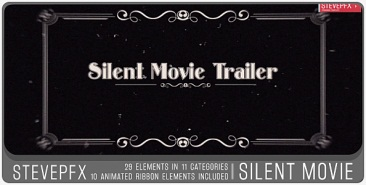 STEVEPFX
Silent Movie Trailer
STEVEPFX
29 ELEMENTS IN 11 CATEGORIES
10 ANIMATED RIBBON ELEMENTS INCLUDED
SILENT MOVIE